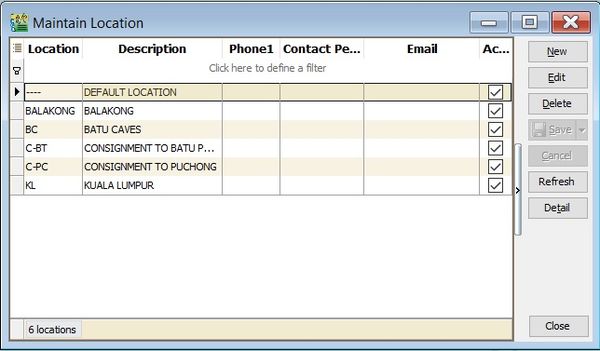 Maintain Location
Location Description Phone1 Contact Pe... Email Ac...
Click here to define a filter
---- DEFAULT LOCATION
BALAKONG BALAKONG
BC BATU CAVES
C-BT CONSIGNMENT TO BATU P...
C-PC CONSIGNMENT TO PUCHONG
KL KUALA LUMPUR
6 locations
New
Edit
Delete
Save
Cancel
Refresh
Detail
Close